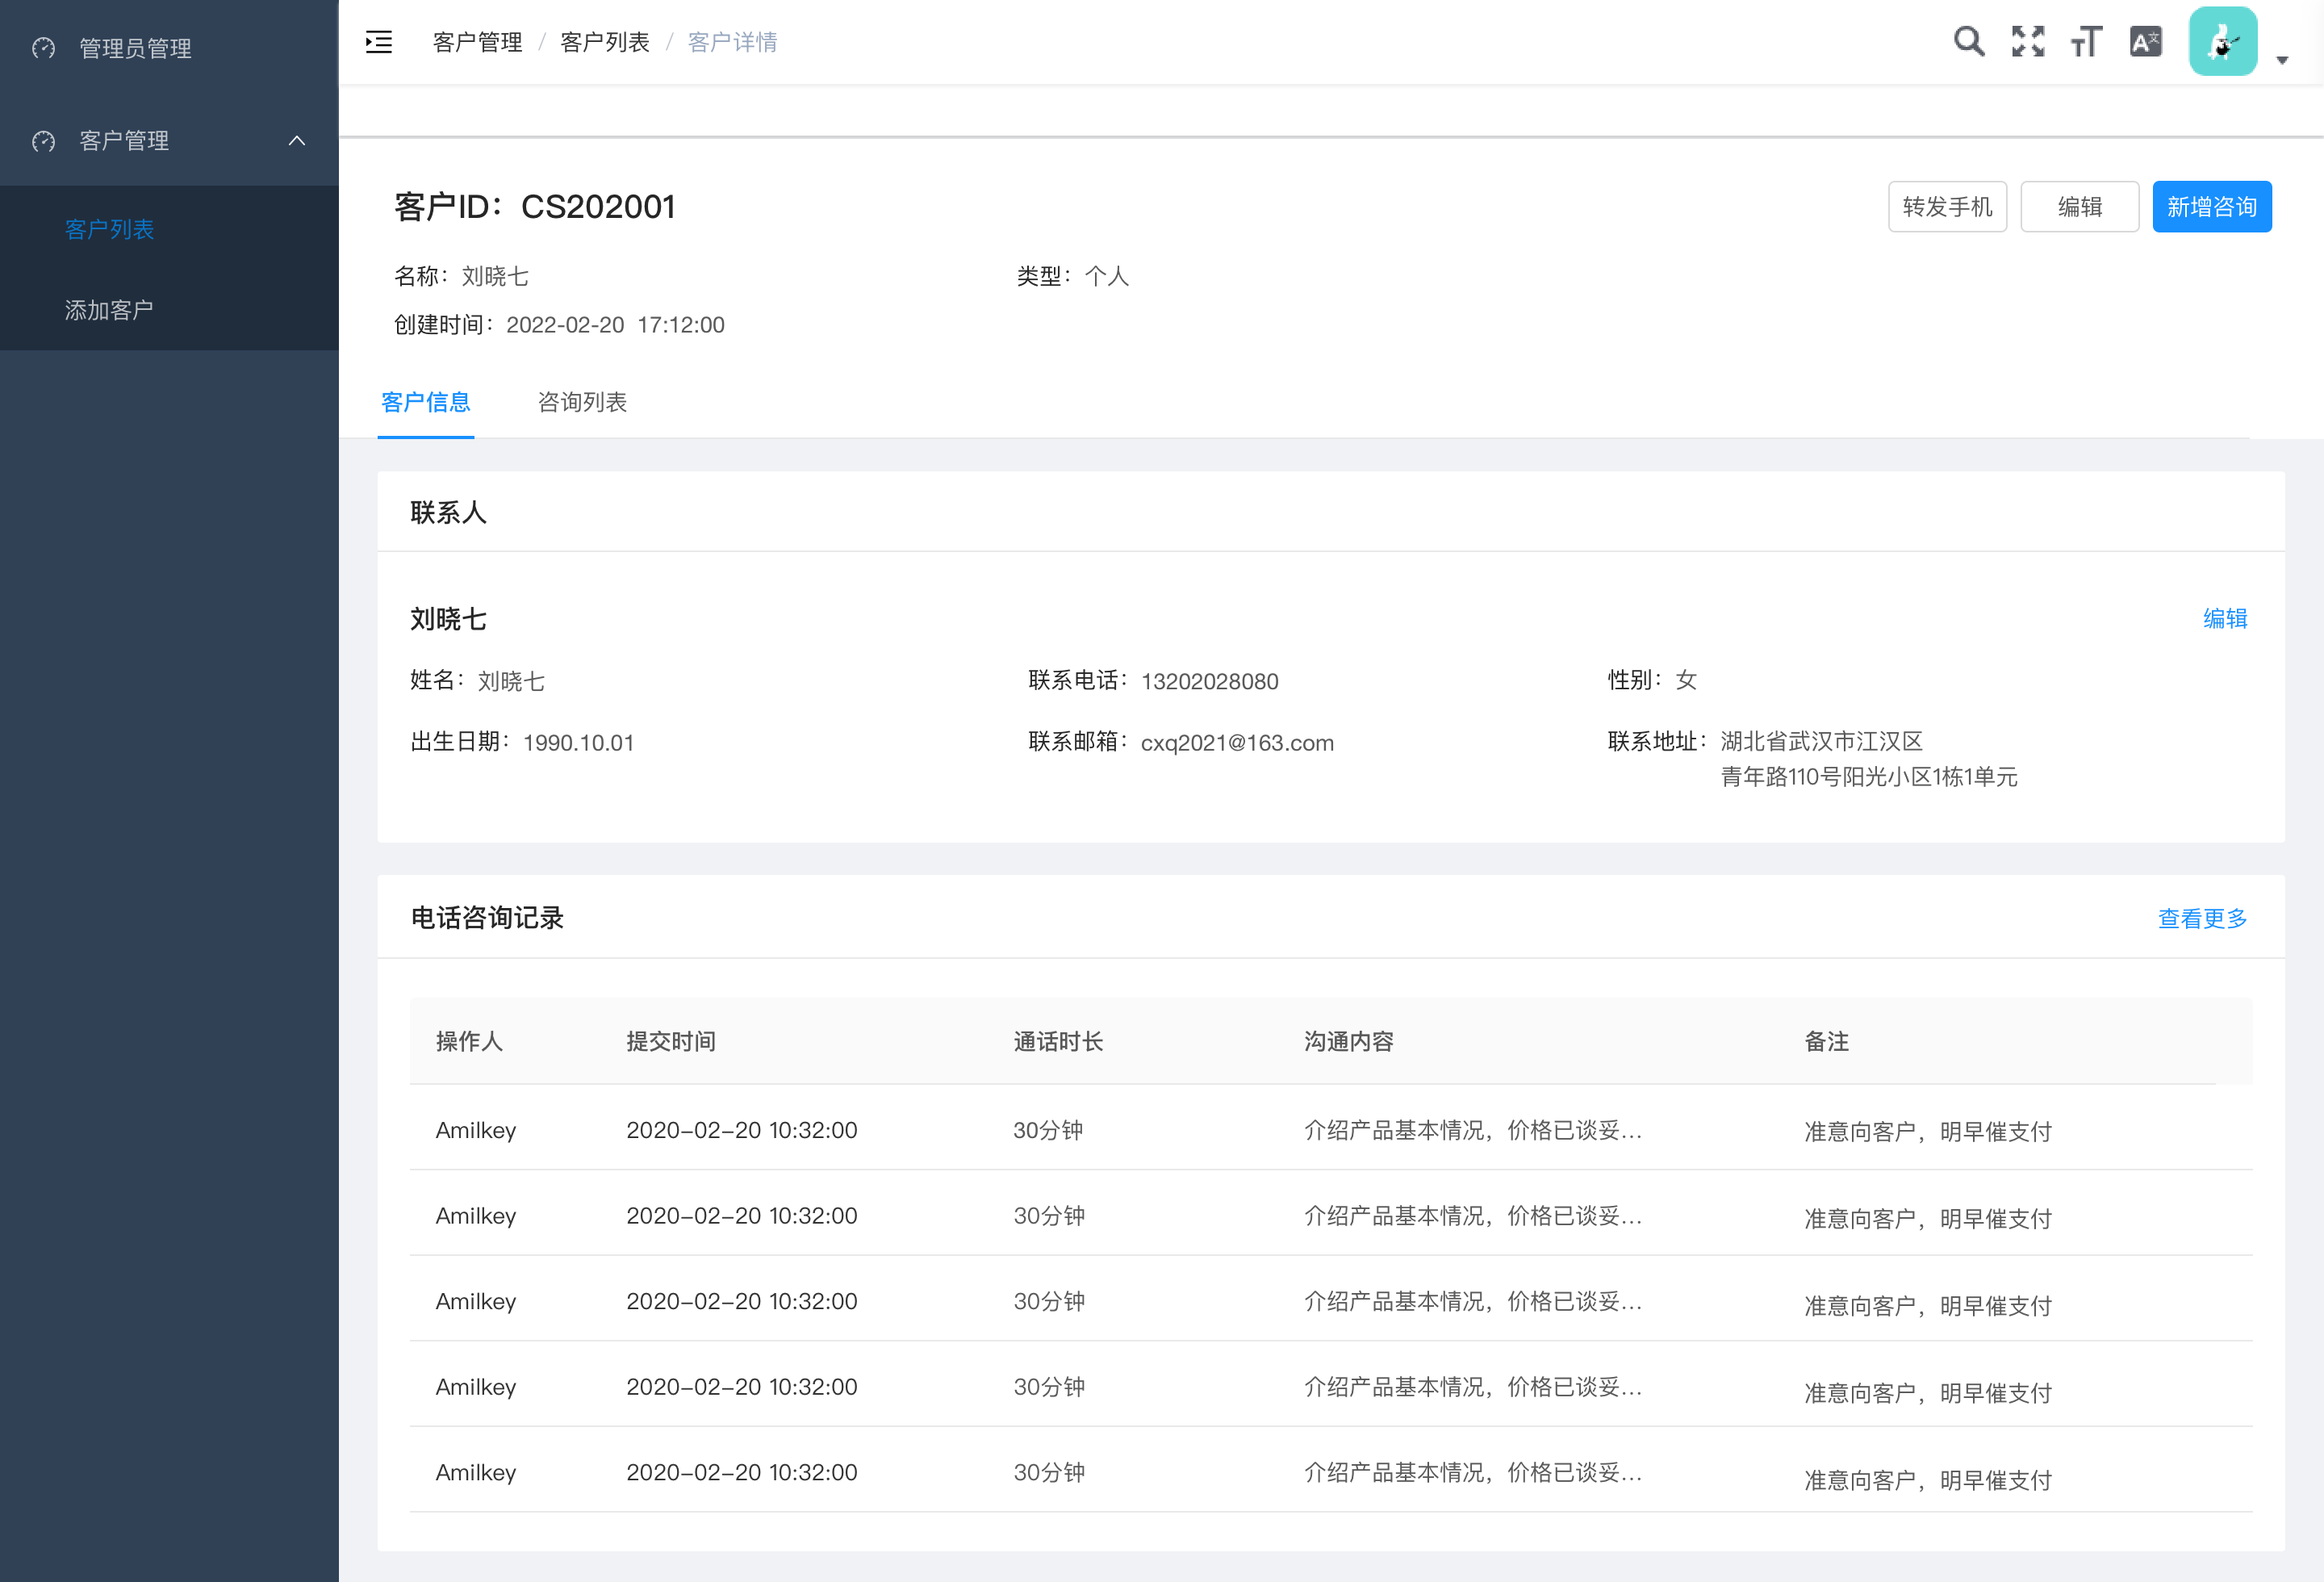 管理员管理
客户管理
客户列表
添加客户
客户管理 / 客户列表 / 客户详情
客户ID：CS202001
转发手机 编辑 新增咨询
名称：刘晓七 类型：个人
创建时间：2022-02-20 17:12:00
客户信息 咨询列表
联系人
刘晓七 编辑
姓名：刘晓七 联系电话：13202028080 性别：女
出生日期：1990.10.01 联系邮箱：cxq2021@163.com 联系地址：湖北省武汉市江汉区
青年路110号阳光小区1栋1单元
电话咨询记录 查看更多
操作人 提交时间 通话时长 沟通内容 备注
Amilkey 2020-02-20 10:32:00 30分钟 介绍产品基本情况，价格已谈妥... 准意向客户，明早催支付
Amilkey 2020-02-20 10:32:00 30分钟 介绍产品基本情况，价格已谈妥... 准意向客户，明早催支付
Amilkey 2020-02-20 10:32:00 30分钟 介绍产品基本情况，价格已谈妥... 准意向客户，明早催支付
Amilkey 2020-02-20 10:32:00 30分钟 介绍产品基本情况，价格已谈妥... 准意向客户，明早催支付
Amilkey 2020-02-20 10:32:00 30分钟 介绍产品基本情况，价格已谈妥... 准意向客户，明早催支付